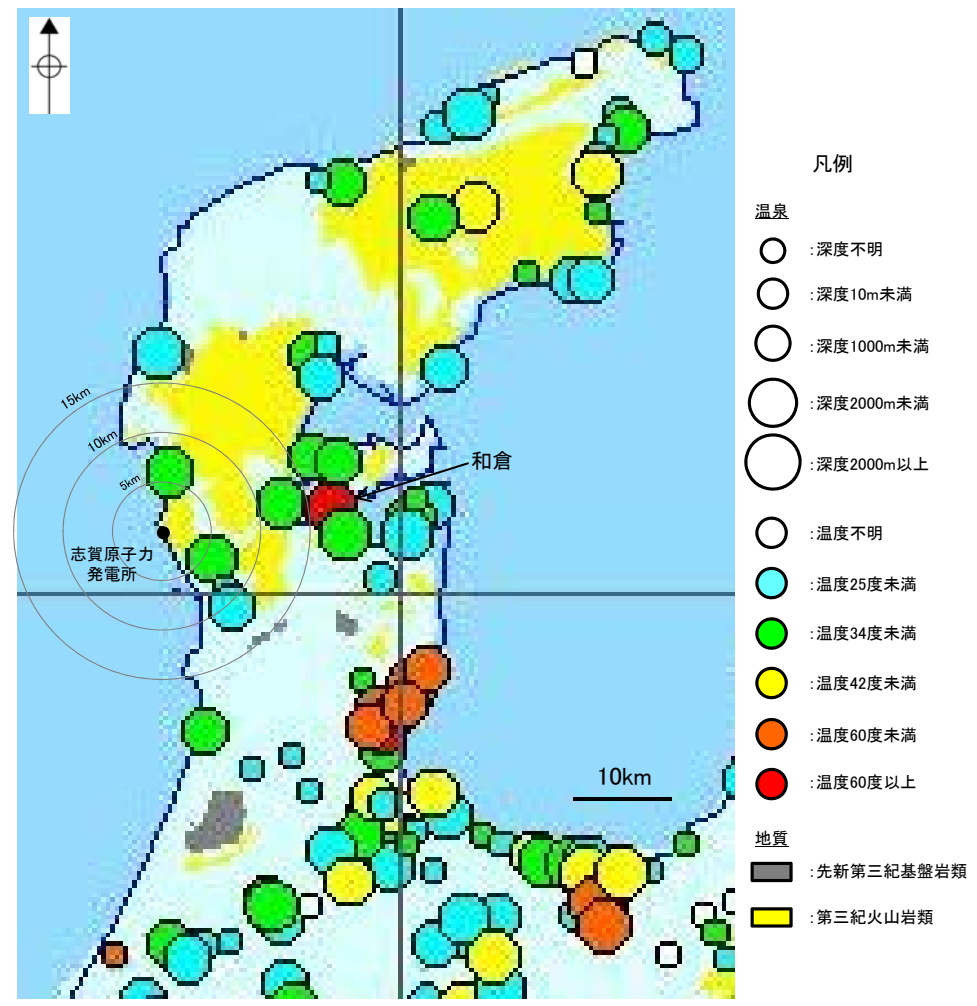 15km
10km
5km
志賀原子力
発電所
和倉
10km
凡例
温泉
:深度不明
:深度10m未満
:深度1000m未満
:深度2000m未満
:深度2000m以上
:温度不明
:温度25度未満
:温度34度未満
:温度42度未満
:温度60度未満
:温度60度以上
地質
:先新第三紀基盤岩類
:第三紀火山岩類